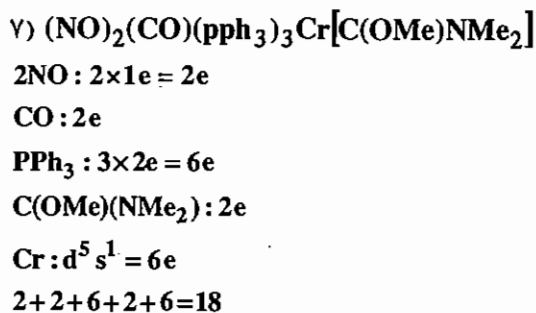 ۷) (NO)₂(CO)(pph₃)₃Cr[C(OMe)NMe₂]
2NO : 2×1e = 2e
CO : 2e
PPh₃ : 3×2e = 6e
C(OMe)(NMe₂) : 2e
Cr : d⁵ s¹ = 6e
2+2+6+2+6=18